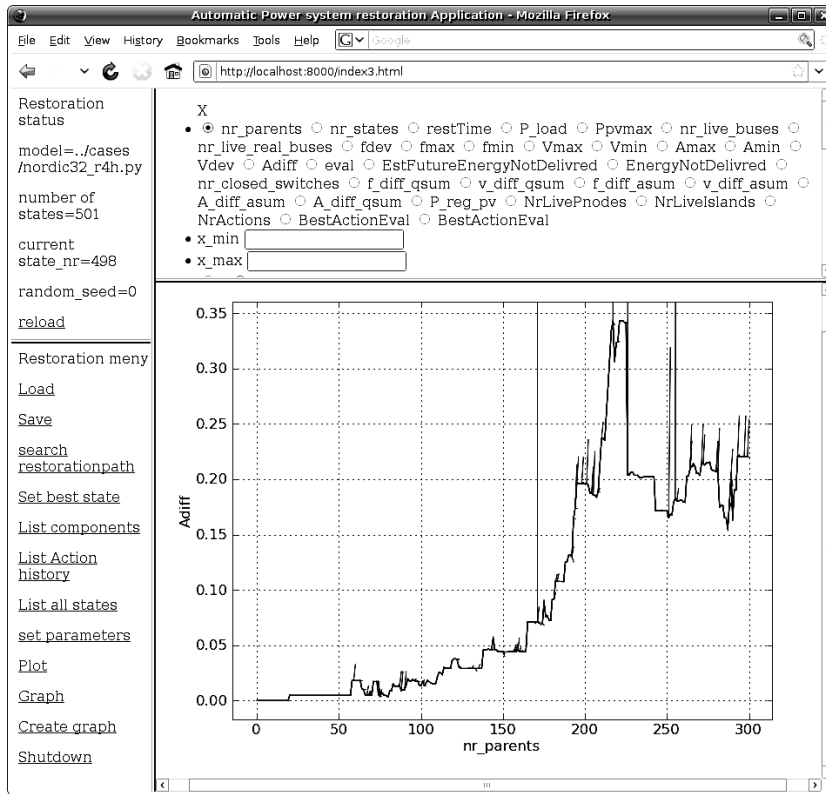 Automatic Power system restoration Application - Mozilla Firefox
File Edit View History Bookmarks Tools Help G Google
http://localhost:8000/index3.html
Restoration
status
model=../cases
/nordic32_r4h.py
number of
states=501
current
state_nr=498
random_seed=0
reload
Restoration meny
Load
Save
search
restorationpath
Set best state
List components
List Action
history
List all states
set parameters
Plot
Graph
Create graph
Shutdown
X
nr_parents nr_states restTime P_load Ppvmax nr_live_buses
nr_live_real_buses fdev fmax fmin Vmax Vmin Amax Amin
Vdev Adiff eval EstFutureEnergyNotDelivred EnergyNotDelivred
nr_closed_switches f_diff_qsum v_diff_qsum f_diff_asum v_diff_asum
A_diff_asum A_diff_qsum P_reg_pv NrLivePnodes NrLiveIslands
NrActions BestActionEval BestActionEval
x_min
x_max
0.35
0.30
0.25
0.20
0.15
0.10
0.05
0.00
Adiff
0 50 100 150 200 250 300
nr_parents